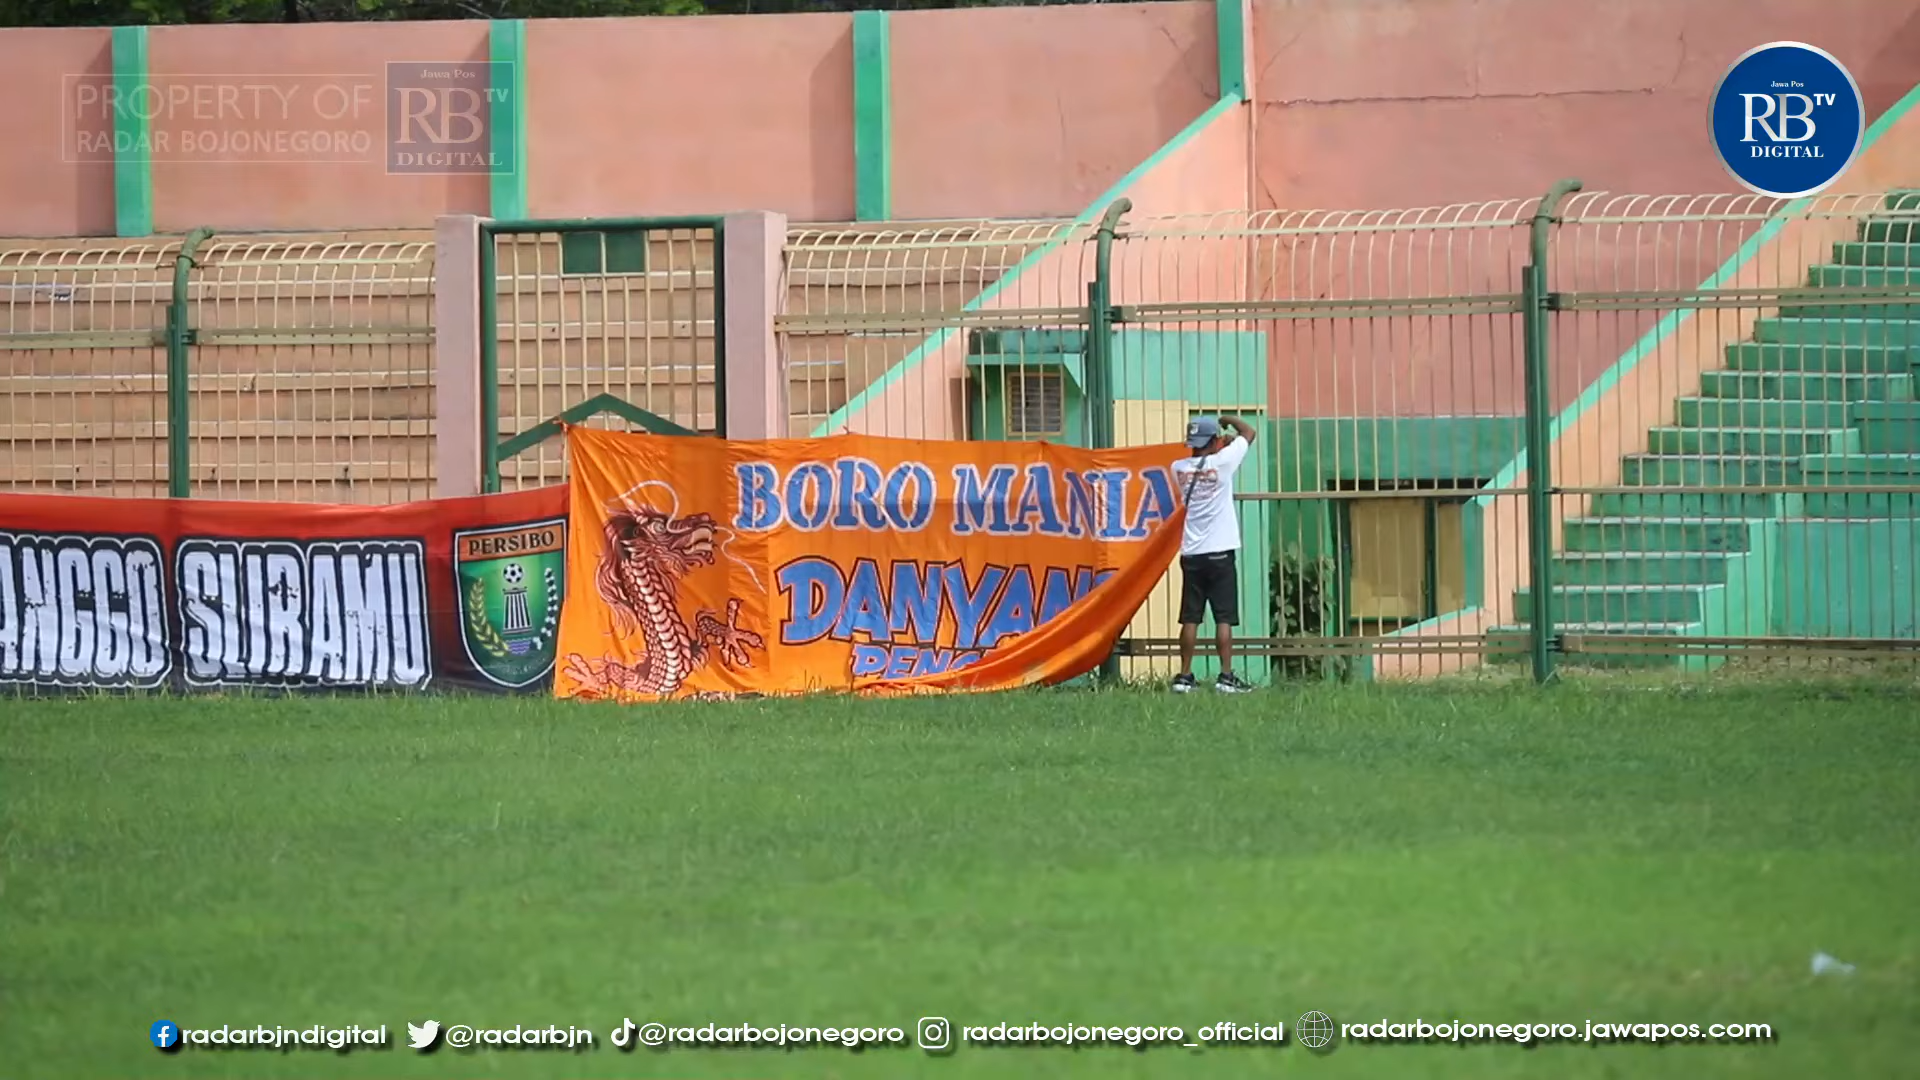 PROPERTY OF
RADAR BOJONEGORO
Jawa Pos
RB TV
DIGITAL
Jawa Pos
RB TV
DIGITAL
BORO MANIA
SLIRAMU
PERSIBO
radarbjndigital @radarbjn @radarbojonegoro radarbojonegoro_official radarbojonegoro.jawapos.com